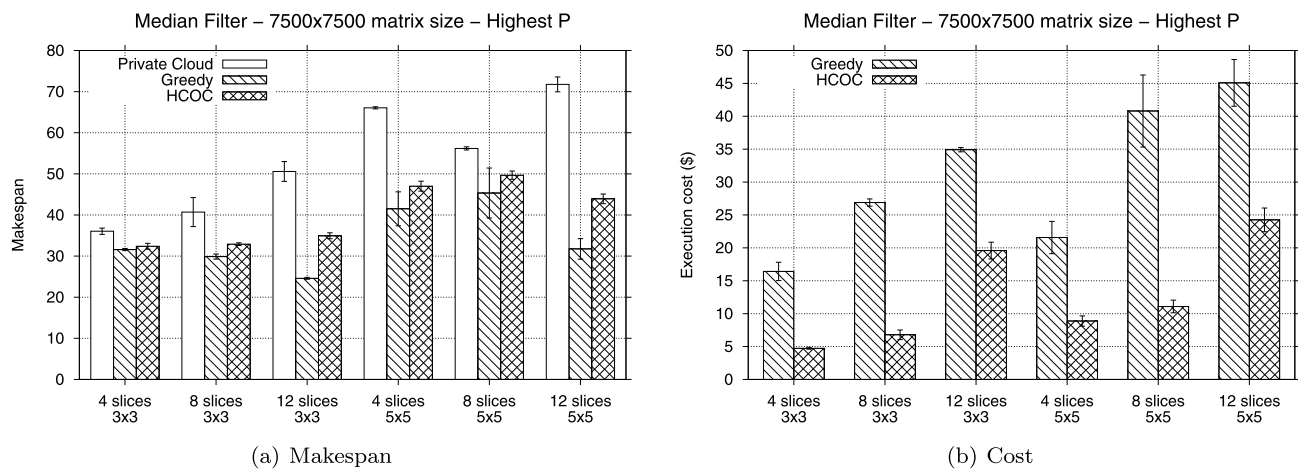 Median Filter – 7500x7500 matrix size – Highest P
80
70
60
50
40
30
20
10
0
Makespan
Private Cloud
Greedy
HCOC
4 slices 8 slices 12 slices 4 slices 8 slices 12 slices
3x3 3x3 3x3 5x5 5x5 5x5
(a) Makespan
Median Filter – 7500x7500 matrix size – Highest P
50
45
40
35
30
25
20
15
10
5
0
Execution cost ($)
Greedy
HCOC
4 slices 8 slices 12 slices 4 slices 8 slices 12 slices
3x3 3x3 3x3 5x5 5x5 5x5
(b) Cost